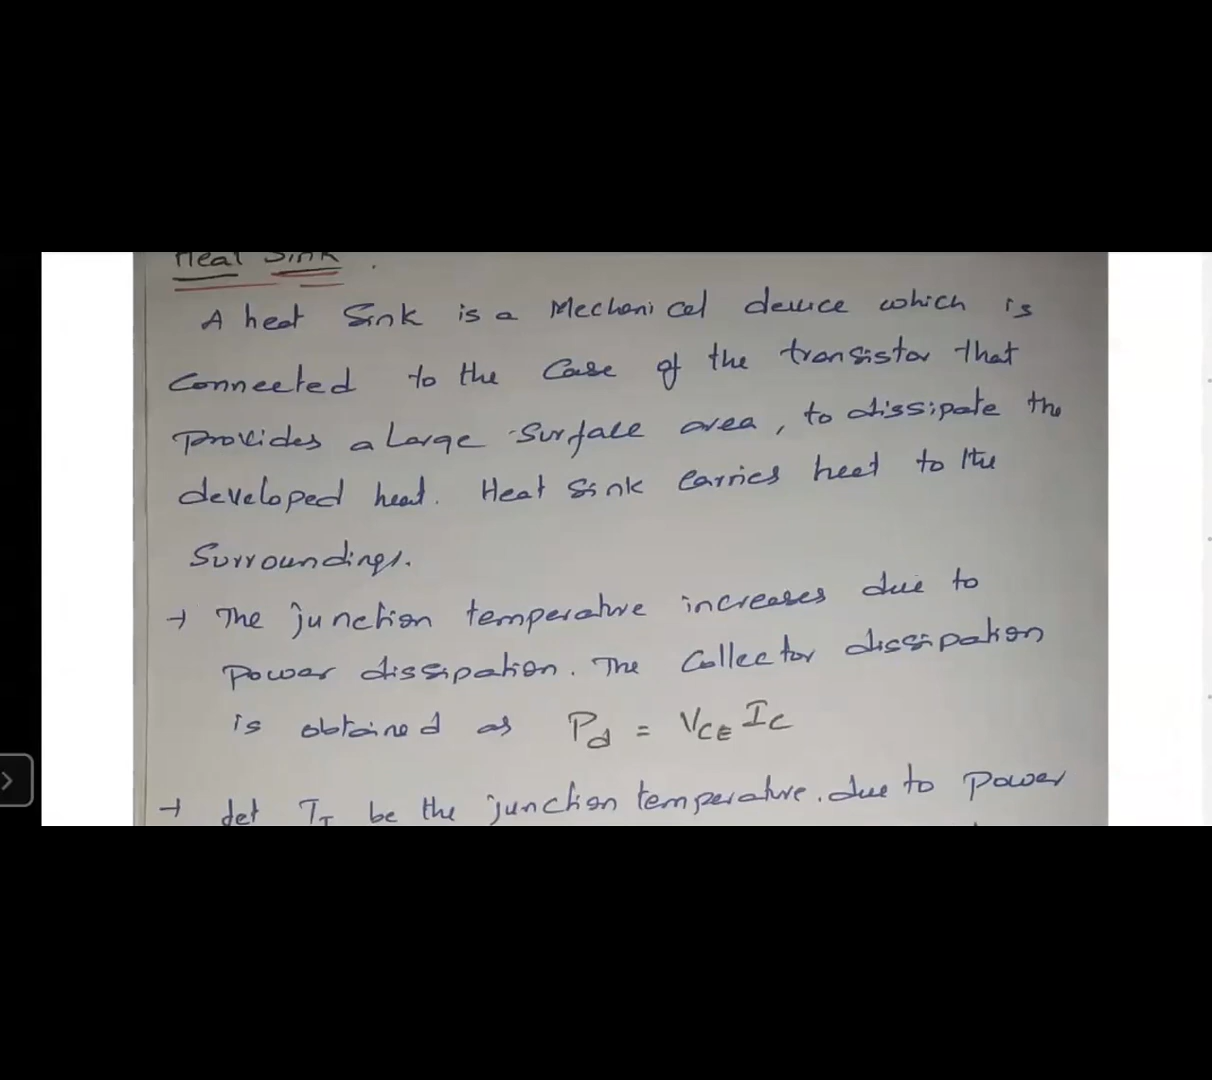 Heat Sink .
A heat Sink is a Mechanical device which is
Connected to the Case of the transistor that
provides a Large Surface area, to dissipate the
developed heat. Heat Sink carries heat to the
Surroundings.
→ The junction temperature increases due to
power dissipation. The Collector dissipation
is obtained as Pd = VCE IC
→ Let TJ be the junction temperature. due to power